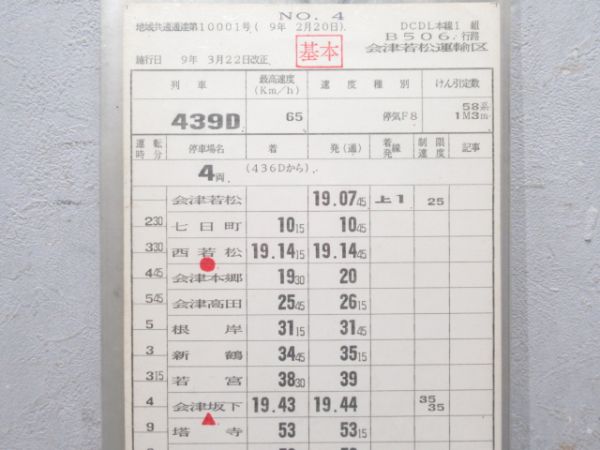 NO. 4
地域共通通達第10001号( 9年 2月20日).
DCDL本線1 組
B506 行路
会津若松運輸区
基本
施行日 9年 3月22日改正
列 車 最高速度(Km/h) 速 度 種 別 けん引定数
439D 65 停気F8 58系 1M3m
運転時分 停車場名 着 発(通) 着線発線 制限速度 記事
4両 (436Dから)
会津若松 19.07 45 上1 25
2 30 七日町 10 15 10 45
3 30 西若松 19.14 15 19.14 45
4 45 会津本郷 19 30 20
5 45 会津高田 25 45 26 15
5 根岸 31 15 31 45
3 新鶴 34 45 35 15
3 15 若宮 38 30 39
4 会津坂下 19.43 19.44 35 35
9 塔寺 53 53 15